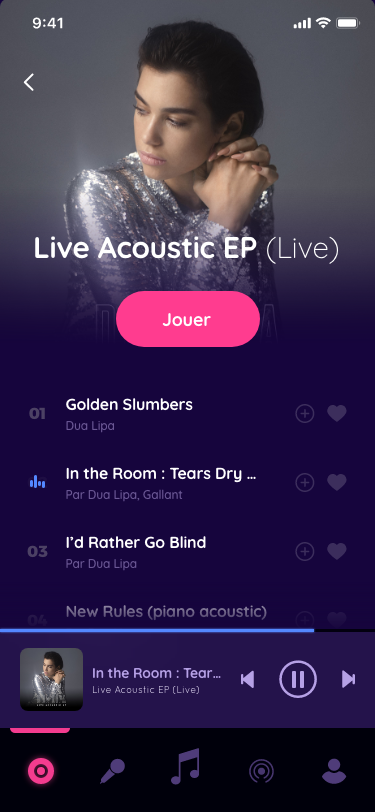 9:41
Live Acoustic EP (Live)
Jouer
01
Golden Slumbers
Dua Lipa
In the Room : Tears Dry ...
Par Dua Lipa, Gallant
03
I'd Rather Go Blind
Par Dua Lipa
04
New Rules (piano acoustic)
In the Room : Tear...
Live Acoustic EP (Live)